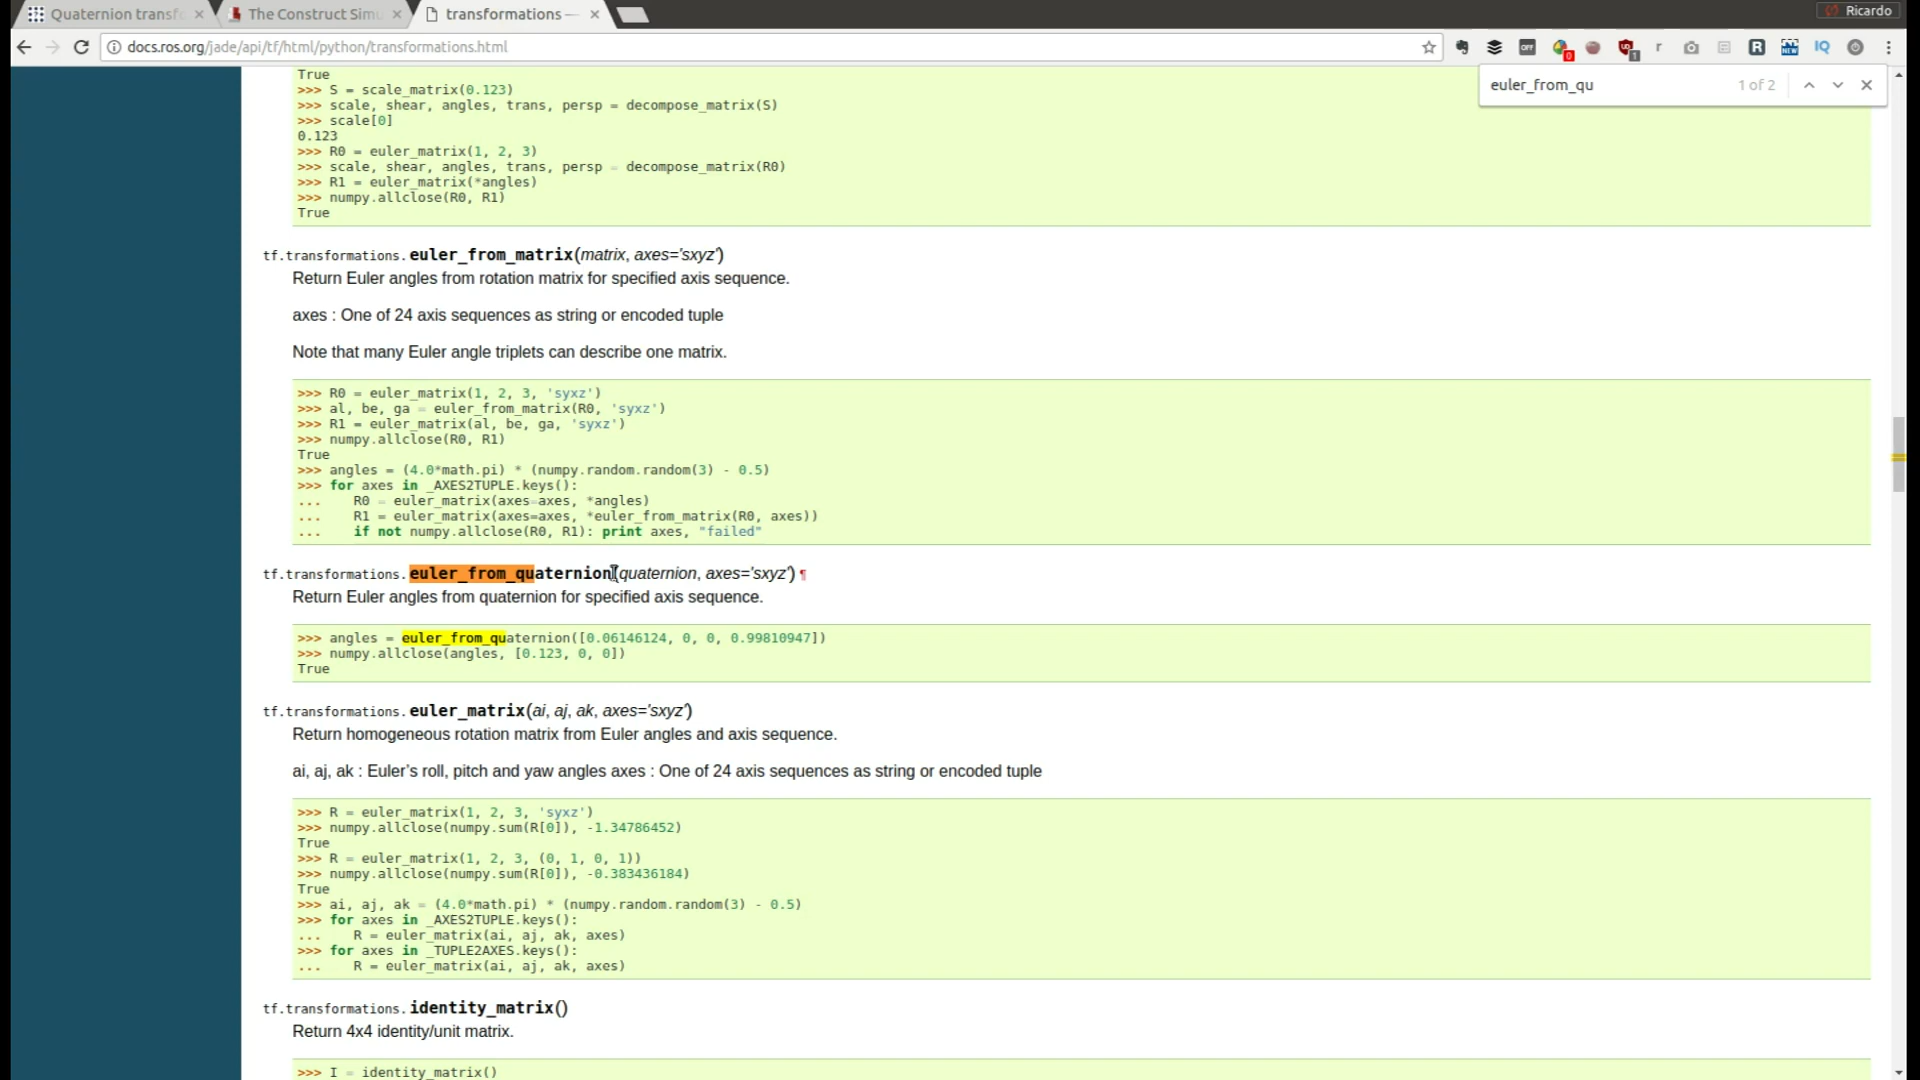 Quaternion transf
The Construct Simu
transformations —
Ricardo
docs.ros.org/jade/api/tf/html/python/transformations.html
OFF
0
UD
1
r
R
NEW
IQ
euler_from_qu
1 of 2
True
>>> S = scale_matrix(0.123)
>>> scale, shear, angles, trans, persp = decompose_matrix(S)
>>> scale[0]
0.123
>>> R0 = euler_matrix(1, 2, 3)
>>> scale, shear, angles, trans, persp = decompose_matrix(R0)
>>> R1 = euler_matrix(*angles)
>>> numpy.allclose(R0, R1)
True
tf.transformations.euler_from_matrix(matrix, axes='sxyz')
Return Euler angles from rotation matrix for specified axis sequence.
axes : One of 24 axis sequences as string or encoded tuple
Note that many Euler angle triplets can describe one matrix.
>>> R0 = euler_matrix(1, 2, 3, 'syxz')
>>> al, be, ga = euler_from_matrix(R0, 'syxz')
>>> R1 = euler_matrix(al, be, ga, 'syxz')
>>> numpy.allclose(R0, R1)
True
>>> angles = (4.0*math.pi) * (numpy.random.random(3) - 0.5)
>>> for axes in _AXES2TUPLE.keys():
...    R0 = euler_matrix(axes=axes, *angles)
...    R1 = euler_matrix(axes=axes, *euler_from_matrix(R0, axes))
...    if not numpy.allclose(R0, R1): print axes, "failed"
tf.transformations.euler_from_quaternion(quaternion, axes='sxyz')¶
Return Euler angles from quaternion for specified axis sequence.
>>> angles = euler_from_quaternion([0.06146124, 0, 0, 0.99810947])
>>> numpy.allclose(angles, [0.123, 0, 0])
True
tf.transformations.euler_matrix(ai, aj, ak, axes='sxyz')
Return homogeneous rotation matrix from Euler angles and axis sequence.
ai, aj, ak : Euler’s roll, pitch and yaw angles axes : One of 24 axis sequences as string or encoded tuple
>>> R = euler_matrix(1, 2, 3, 'syxz')
>>> numpy.allclose(numpy.sum(R[0]), -1.34786452)
True
>>> R = euler_matrix(1, 2, 3, (0, 1, 0, 1))
>>> numpy.allclose(numpy.sum(R[0]), -0.383436184)
True
>>> ai, aj, ak = (4.0*math.pi) * (numpy.random.random(3) - 0.5)
>>> for axes in _AXES2TUPLE.keys():
...    R = euler_matrix(ai, aj, ak, axes)
>>> for axes in _TUPLE2AXES.keys():
...    R = euler_matrix(ai, aj, ak, axes)
tf.transformations.identity_matrix()
Return 4x4 identity/unit matrix.
>>> I = identity_matrix()